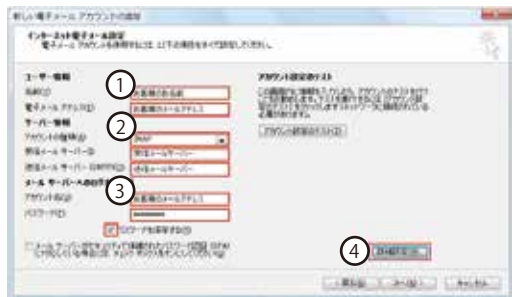 新しい電子メール アカウントの追加
インターネット電子メール設定
電子メール アカウントを使用するには、以下の項目をすべて設定してください。
ユーザー情報
①
名前(Y)
お客様のお名前
電子メール アドレス(E)
お客様のメールアドレス
サーバー情報
②
アカウントの種類(A)
IMAP
受信メール サーバー(I)
受信メールサーバー
送信メール サーバー (SMTP)(O)
送信メールサーバー
メール サーバーへの
③
アカウント名(U)
お客様のメールアドレス
パスワード(P)
パスワードを保存する(R)
アカウント設定のテスト
アカウント設定のテスト(T)
④
詳細設定(M)
< 戻る(B)
次へ(N) >
キャンセル